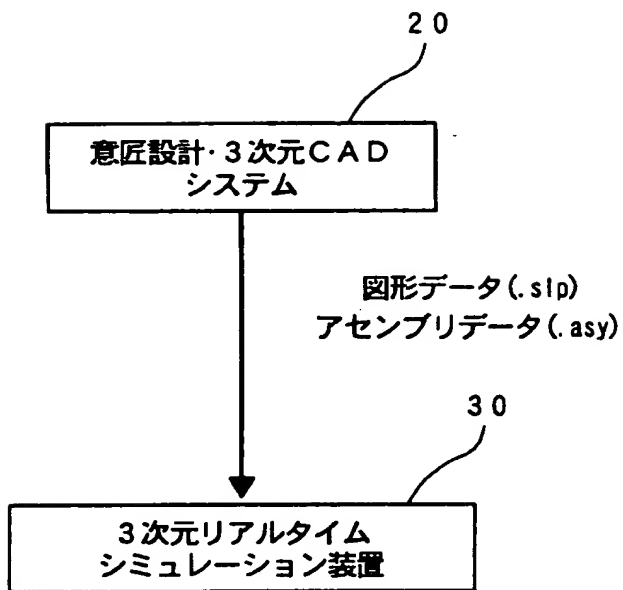 20
意匠設計・3次元CAD
システム
図形データ(.slp)
アセンブリデータ(.asy)
30
3次元リアルタイム
シミュレーション装置